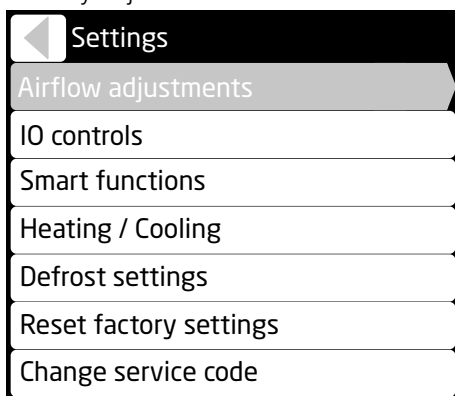 Settings
Airflow adjustments
IO controls
Smart functions
Heating / Cooling
Defrost settings
Reset factory settings
Change service code